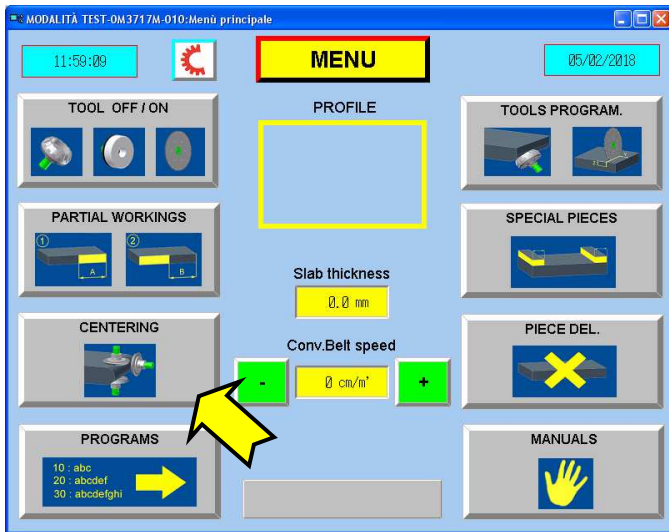 MODALITÀ TEST-0M3717M-010:Menù principale
11:59:09
MENU
05/02/2018
TOOL OFF / ON
PROFILE
TOOLS PROGRAM.
PARTIAL WORKINGS
1
2
A
B
SPECIAL PIECES
Slab thickness
0.0 mm
CENTERING
Conv.Belt speed
-
0 cm/m'
+
PIECE DEL.
PROGRAMS
10 : abc
20 : abcdef
30 : abcdefghi
MANUALS